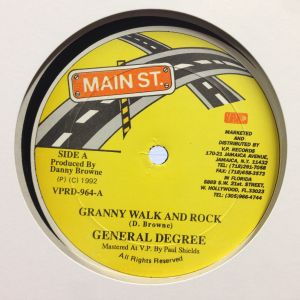 MAIN ST.
VP
SIDE A
Produced By
Danny Browne
(P) (C) 1992
VPRD-964-A
MARKETED
AND
DISTRIBUTED BY
V.P. RECORDS
170-21 JAMAICA AVENUE,
JAMAICA, N.Y. 11432
TEL: (718)291-7058
FAX: (718)658-3573
IN FLORIDA
5893 S.W. 21st. STREET,
W. HOLLYWOOD, FL.33023
TEL: (305)966-4744
GRANNY WALK AND ROCK
(D. Browne)
GENERAL DEGREE
Mastered At V.P. By Paul Shields
All Rights Reserved